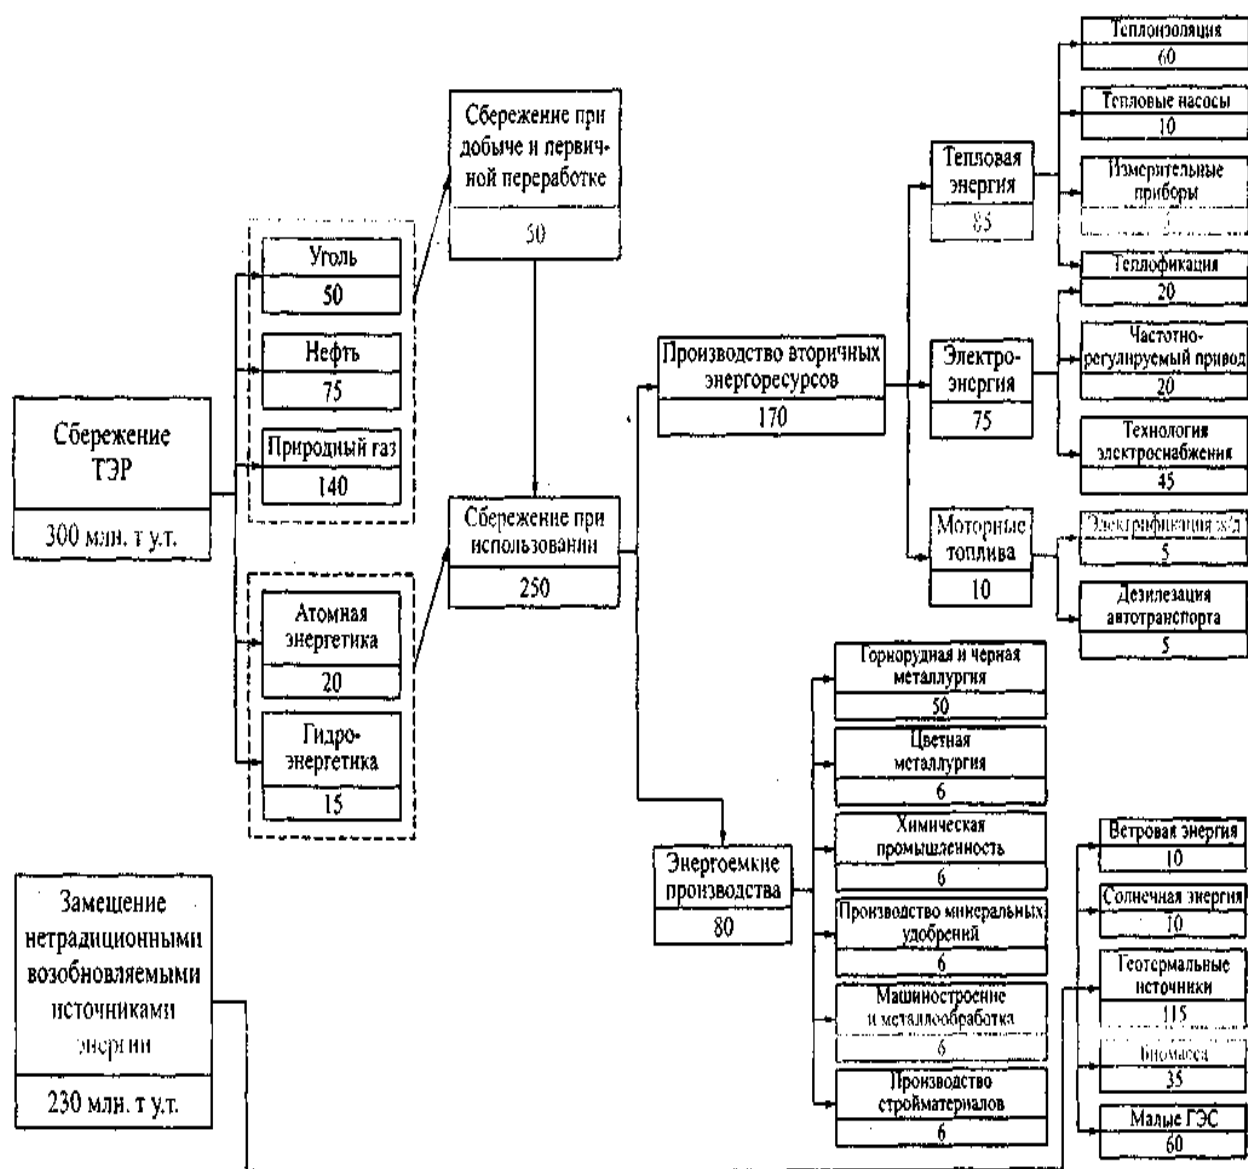 Сбережение
ТЭР
300 млн. т у.т.
Уголь
50
Нефть
75
Природный газ
140
Атомная
энергетика
20
Гидро-
энергетика
15
Сбережение при
добыче и первич-
ной переработке
50
Сбережение при
использовании
250
Производство вторичных
энергоресурсов
170
Тепловая
энергия
85
Теплоизоляция
60
Тепловые насосы
10
Измерительные
приборы
Теплофикация
20
Электро-
энергия
75
Частотно-
регулируемый привод
20
Технология
электроснабжения
45
Моторные
топлива
10
Электрификация ж/д
5
Дезилезация
автотранспорта
5
Энергоемкие
производства
80
Горнорудная и черная
металлургия
50
Цветная
металлургия
6
Химическая
промышленность
6
Производство минеральных
удобрений
6
Машиностроение
и металлообработка
6
Производство
стройматериалов
6
Замещение
нетрадиционными
возобновляемыми
источниками
энергии
230 млн. т у.т.
Ветровая энергия
10
Солнечная энергия
10
Геотермальные
источники
115
Биомасса
35
Малые ГЭС
60